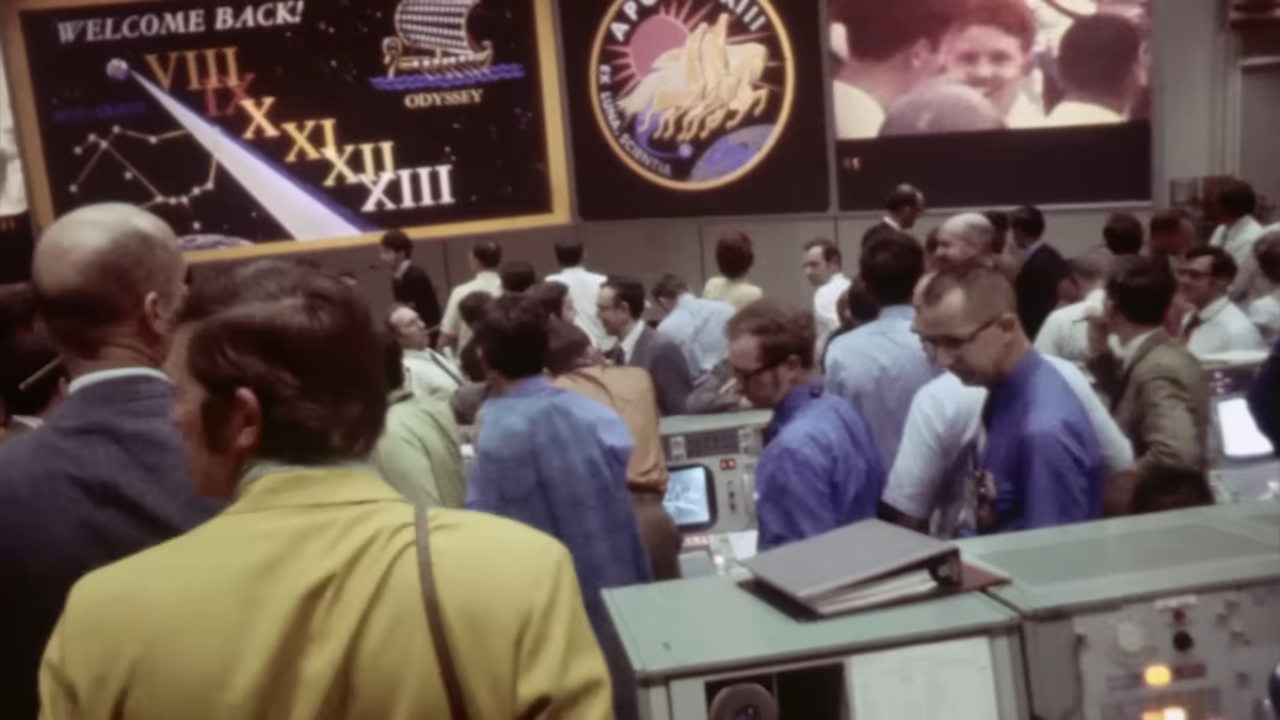 WELCOME BACK!
VIII
IX
X
XI
XII
XIII
ODYSSEY
APOLLO XIII
EX LUNA, SCIENTIA